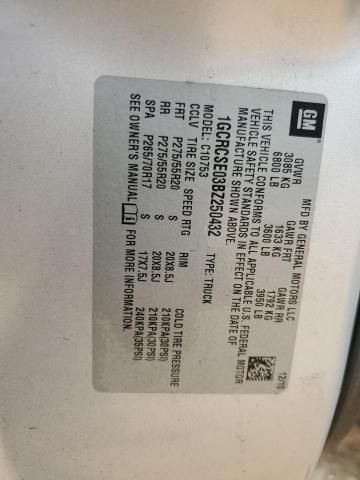 GM
MFD BY GENERAL MOTORS LLC
GVWR GAWR FRT GAWR RR
3085 KG 1633 KG 1792 KG
6800 LB 3600 LB 3950 LB
12/10
THIS VEHICLE CONFORMS TO ALL APPLICABLE U.S. FEDERAL MOTOR
VEHICLE SAFETY STANDARDS IN EFFECT ON THE DATE OF
MANUFACTURE SHOWN ABOVE.
1GCRCSE03BZ250432 TYPE: TRUCK
MODEL: C10753
CCLV TIRE SIZE SPEED RTG RIM COLD TIRE PRESSURE
FRT P275/55R20 S 20X8.5J 210KPA(30PSI)
RR P275/55R20 S 20X8.5J 210KPA(30PSI)
SPA P265/70R17 S 17X7.5J 240KPA(35PSI)
SEE OWNER'S MANUAL FOR MORE INFORMATION.